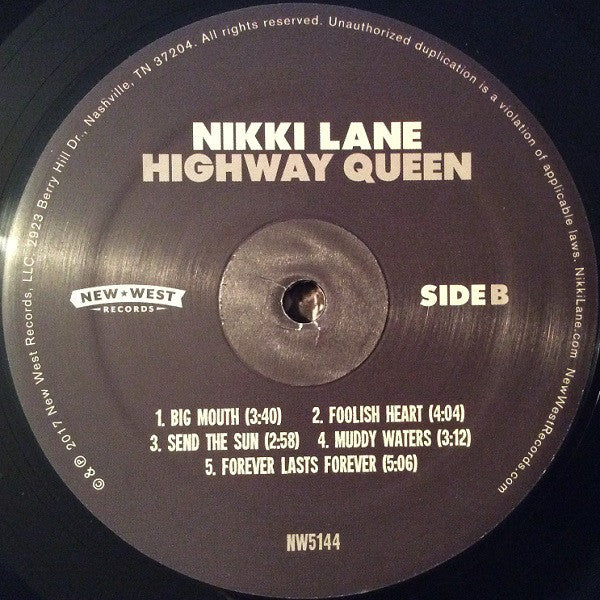 NIKKI LANE
HIGHWAY QUEEN
NEW★WEST
RECORDS
SIDE B
1. BIG MOUTH (3:40) 2. FOOLISH HEART (4:04)
3. SEND THE SUN (2:58) 4. MUDDY WATERS (3:12)
5. FOREVER LASTS FOREVER (5:06)
NW5144
© & ℗ 2017 New West Records, LLC. 2923 Berry Hill Dr., Nashville, TN 37204. All rights reserved. Unauthorized duplication is a violation of applicable laws. NikkiLane.com NewWestRecords.com